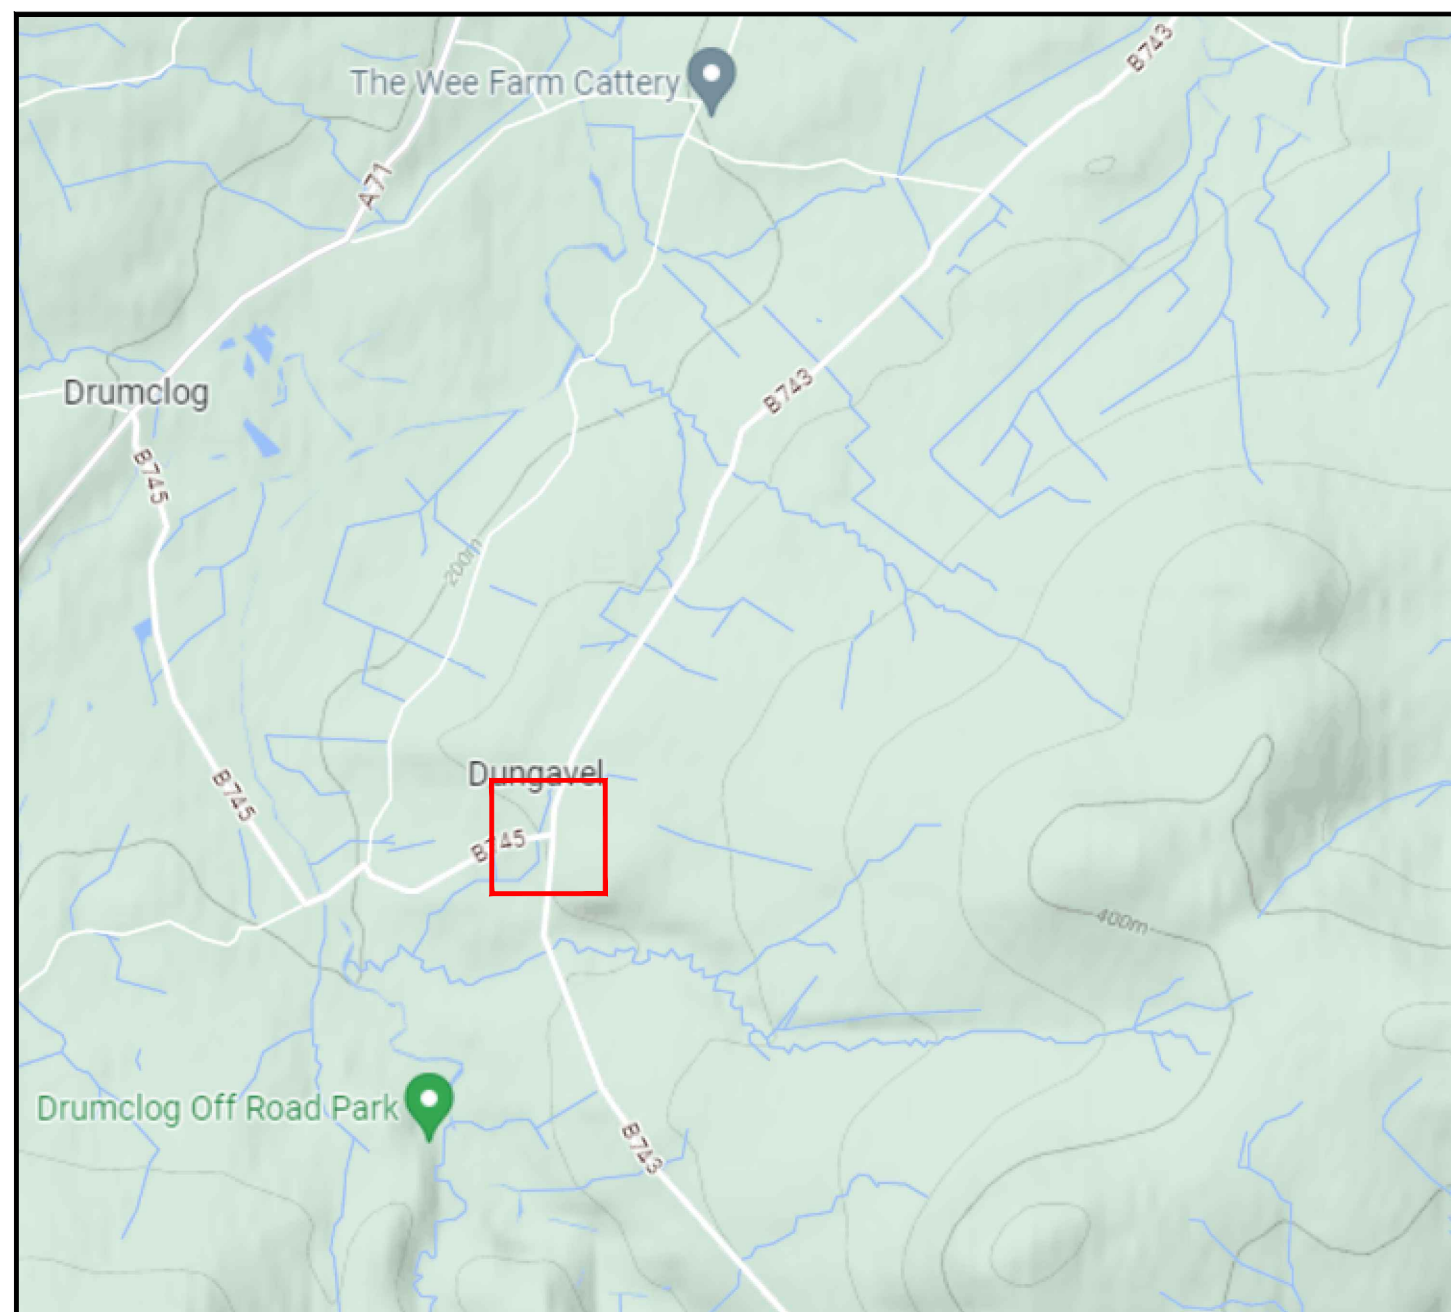 B743
The Wee Farm Cattery
A71
Drumclog
B743
B745
200m
Dungavel
B745
B745
400m
Drumclog Off Road Park
B743